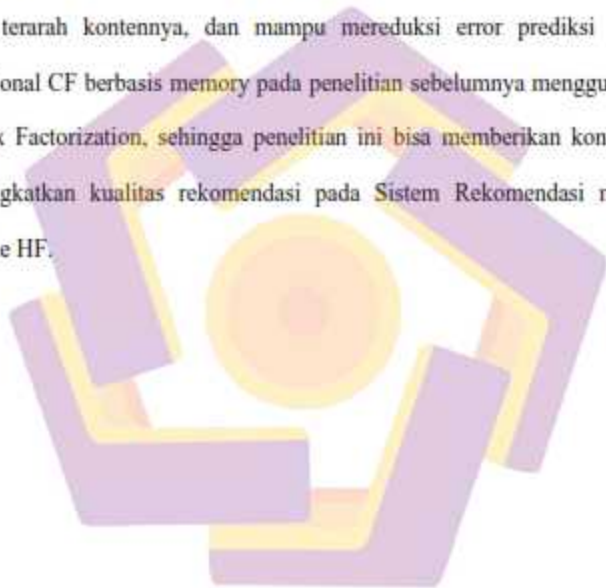 terarah kontennya, dan mampu mereduksi error prediksi
onal CF berbasis memory pada penelitian sebelumnya menggu
x Factorization, sehingga penelitian ini bisa memberikan kon
gkatkan kualitas rekomendasi pada Sistem Rekomendasi
e HF.